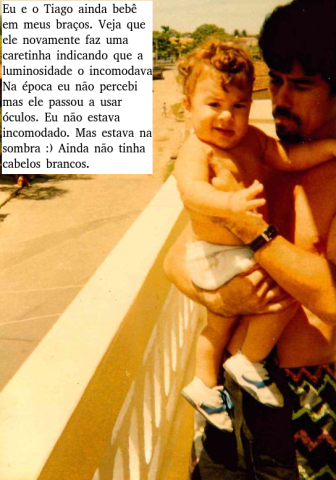 Eu e o Tiago ainda bebê
em meus braços. Veja que
ele novamente faz uma
caretinha indicando que a
luminosidade o incomodava
Na época eu não percebi
mas ele passou a usar
óculos. Eu não estava
incomodado. Mas estava na
sombra :) Ainda não tinha
cabelos brancos.